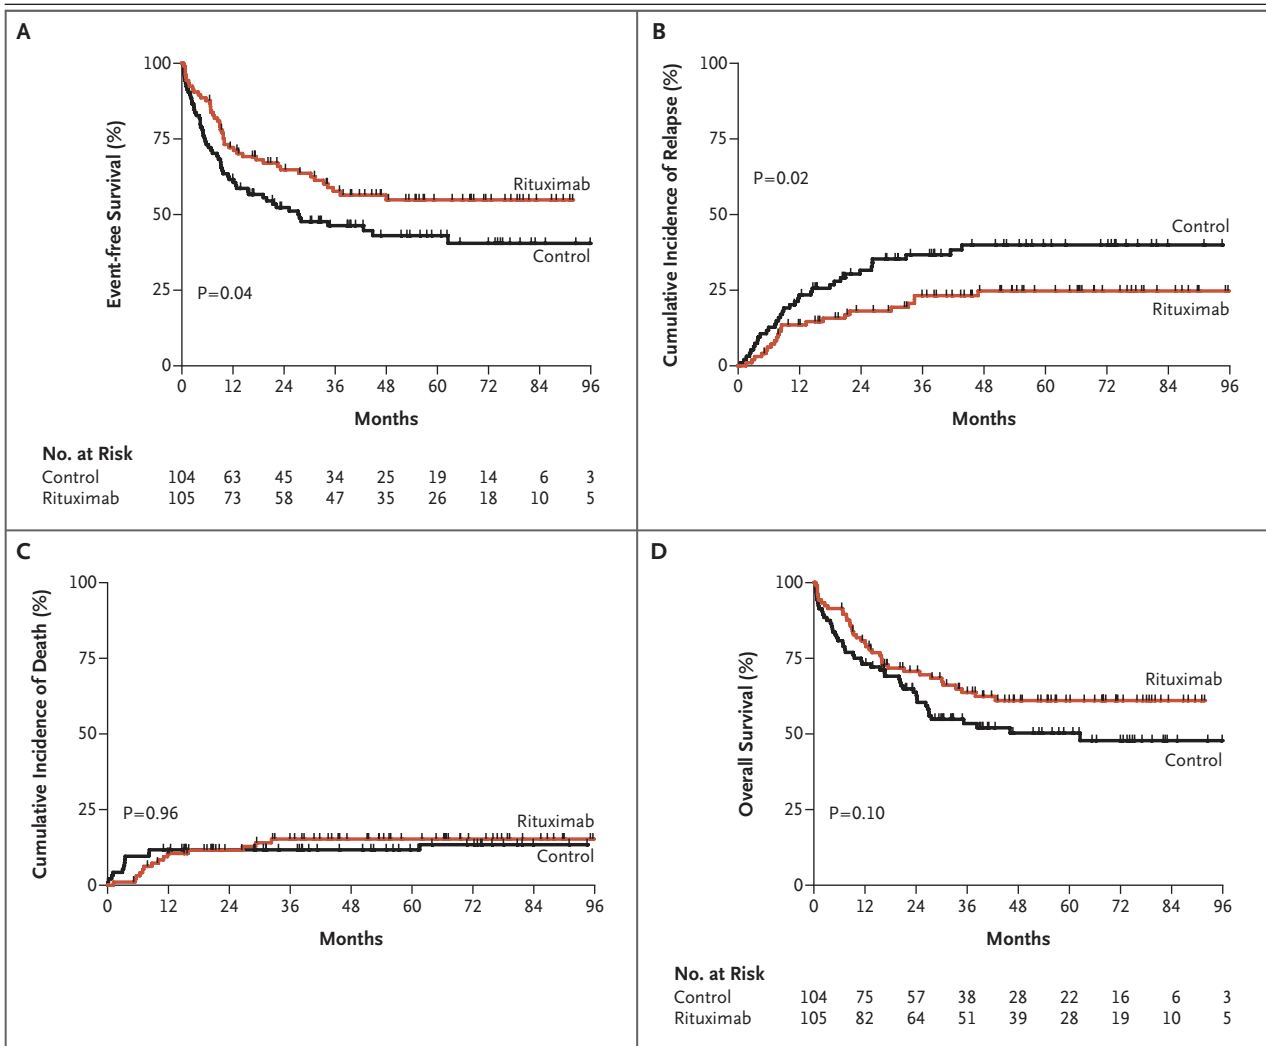 A
Event-free Survival (%)
100
75
50
25
0
Rituximab
Control
P=0.04
0 12 24 36 48 60 72 84 96
Months
No. at Risk
Control 104 63 45 34 25 19 14 6 3
Rituximab 105 73 58 47 35 26 18 10 5
B
Cumulative Incidence of Relapse (%)
100
75
50
25
0
P=0.02
Control
Rituximab
0 12 24 36 48 60 72 84 96
Months
C
Cumulative Incidence of Death (%)
100
75
50
25
0
P=0.96
Rituximab
Control
0 12 24 36 48 60 72 84 96
Months
D
Overall Survival (%)
100
75
50
25
0
Rituximab
Control
P=0.10
0 12 24 36 48 60 72 84 96
Months
No. at Risk
Control 104 75 57 38 28 22 16 6 3
Rituximab 105 82 64 51 39 28 19 10 5